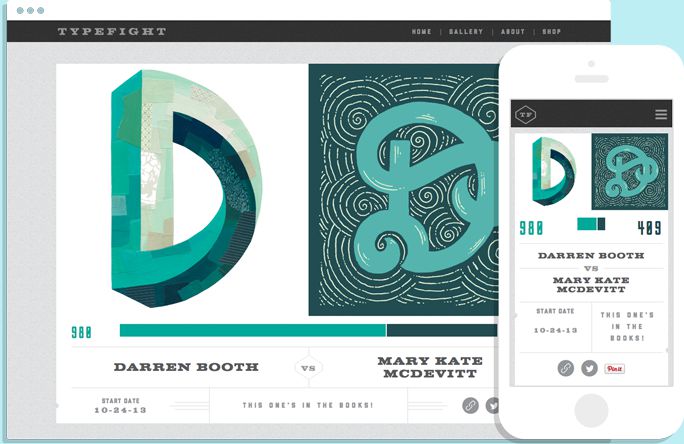 TYPEFIGHT
HOME | GALLERY | ABOUT | SHOP
D
D
980
DARREN BOOTH
VS
MARY KATE
MCDEVITT
START DATE
10-24-13
THIS ONE'S IN THE BOOKS!
TF
D
D
980
409
DARREN BOOTH
VS
MARY KATE
MCDEVITT
START DATE
10-24-13
THIS ONE'S
IN THE
BOOKS!
Pin it